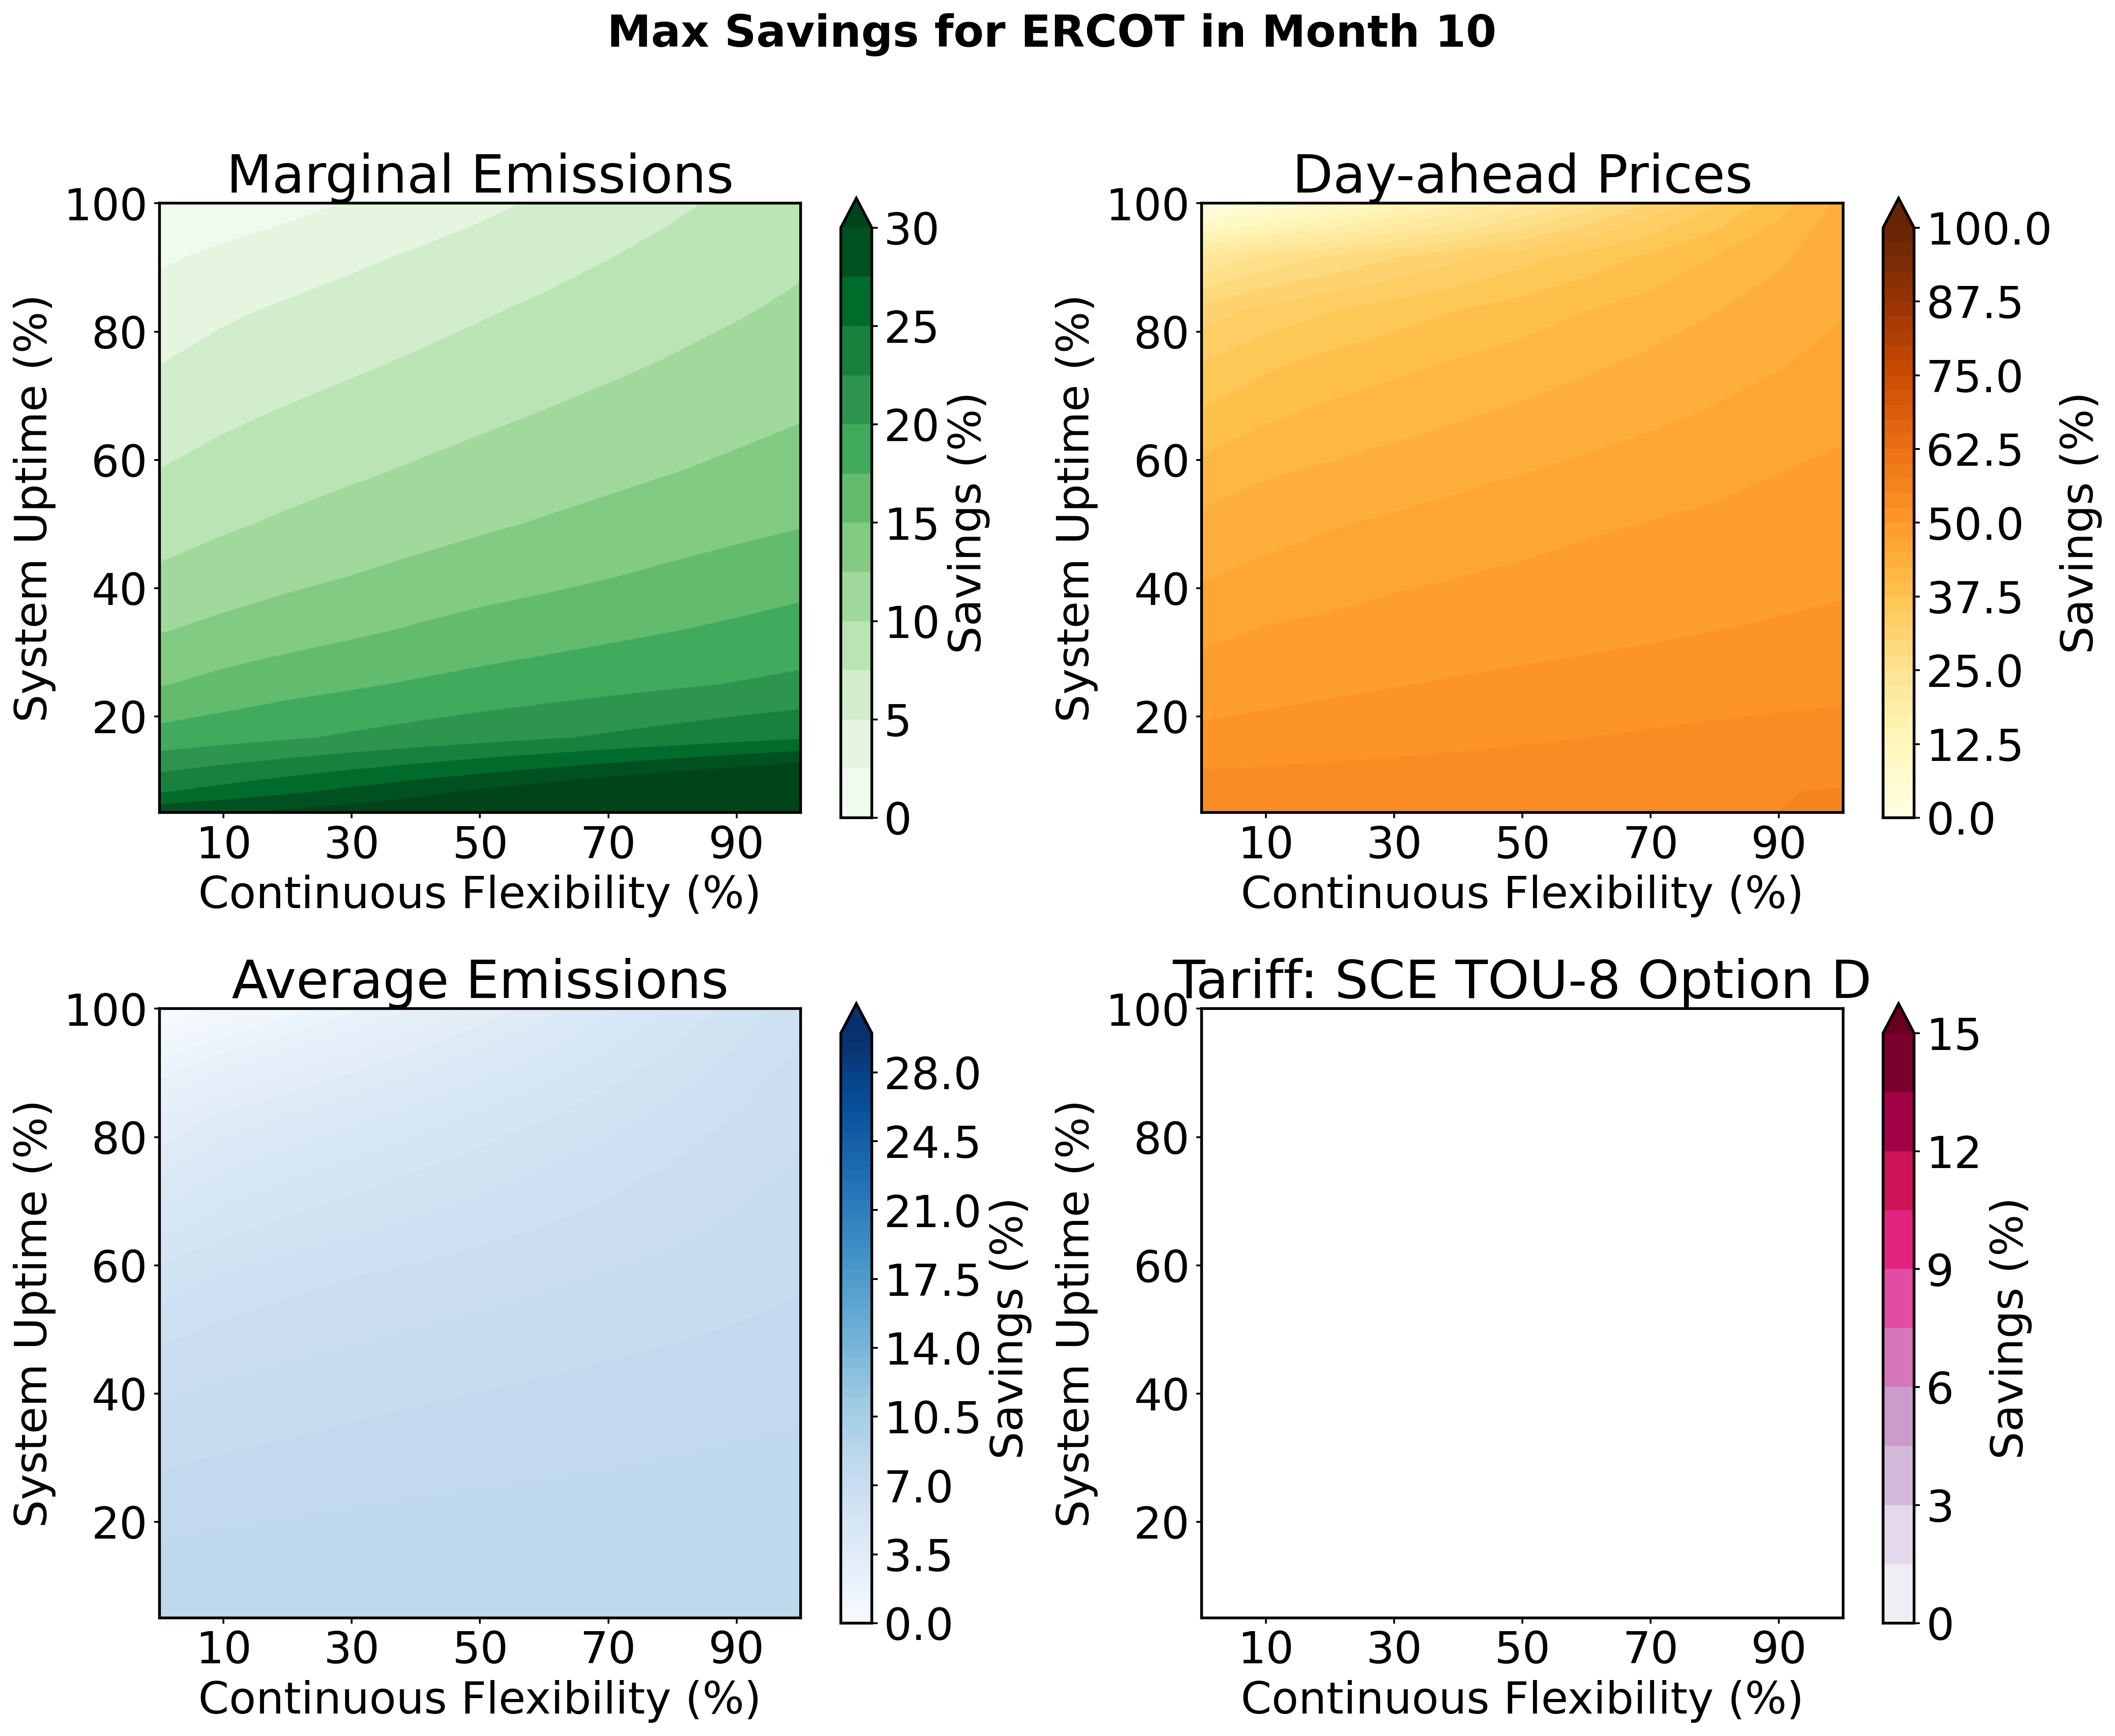 Max Savings for ERCOT in Month 10
Marginal Emissions
100
80
60
40
20
System Uptime (%)
10 30 50 70 90
Continuous Flexibility (%)
30
25
20
15
10
5
0
Savings (%)
Day-ahead Prices
100
80
60
40
20
System Uptime (%)
10 30 50 70 90
Continuous Flexibility (%)
100.0
87.5
75.0
62.5
50.0
37.5
25.0
12.5
0.0
Savings (%)
Average Emissions
100
80
60
40
20
System Uptime (%)
10 30 50 70 90
Continuous Flexibility (%)
28.0
24.5
21.0
17.5
14.0
10.5
7.0
3.5
0.0
Savings (%)
Tariff: SCE TOU-8 Option D
100
80
60
40
20
System Uptime (%)
10 30 50 70 90
Continuous Flexibility (%)
15
12
9
6
3
0
Savings (%)